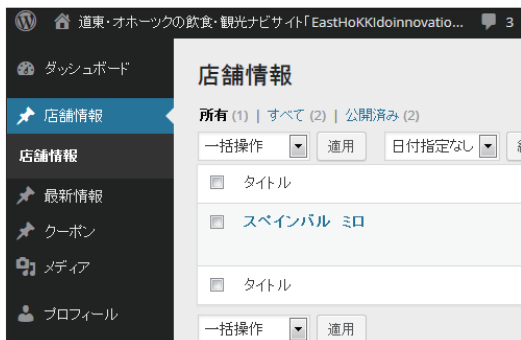 道東・オホーツクの飲食・観光ナビサイト「EastHoKKIdoinnovatio... 3
ダッシュボード
店舗情報
店舗情報
最新情報
クーポン
メディア
プロフィール
店舗情報
所有 (1) | すべて (2) | 公開済み (2)
一括操作 適用 日付指定なし
タイトル
スペインバル ミロ
タイトル
一括操作 適用